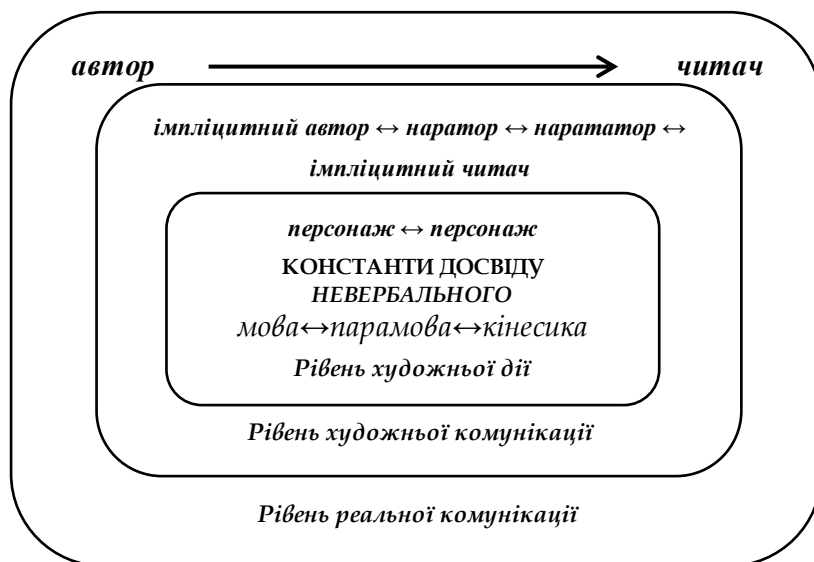 автор → читач
імпліцитний автор ↔ наратор ↔ нарататор ↔
імпліцитний читач
персонаж ↔ персонаж
КОНСТАНТИ ДОСВІДУ
НЕВЕРБАЛЬНОГО
мова↔парамова↔кінесика
Рівень художньої дії
Рівень художньої комунікації
Рівень реальної комунікації